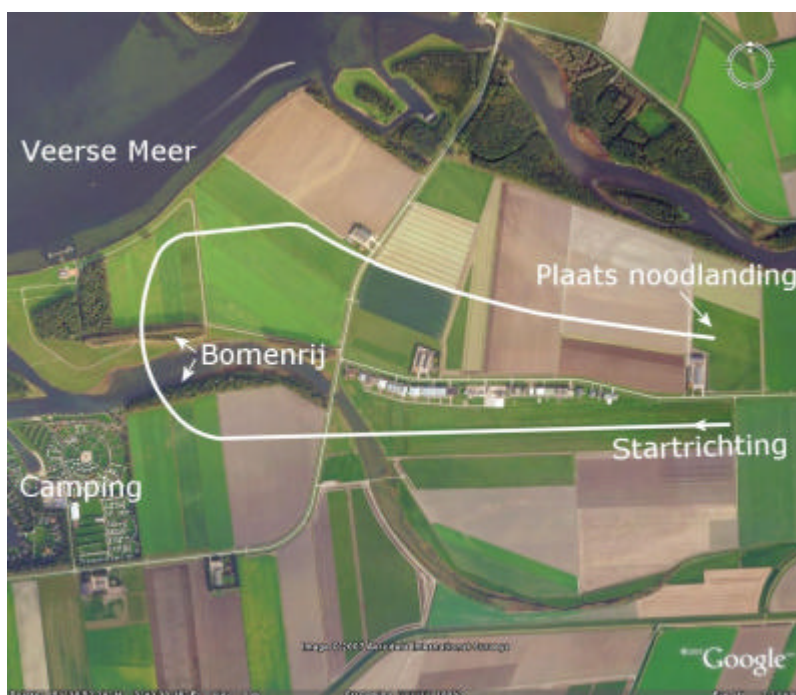 Veerse Meer
Plaats noodlanding
Bomenrij
Startrichting
Camping
Google